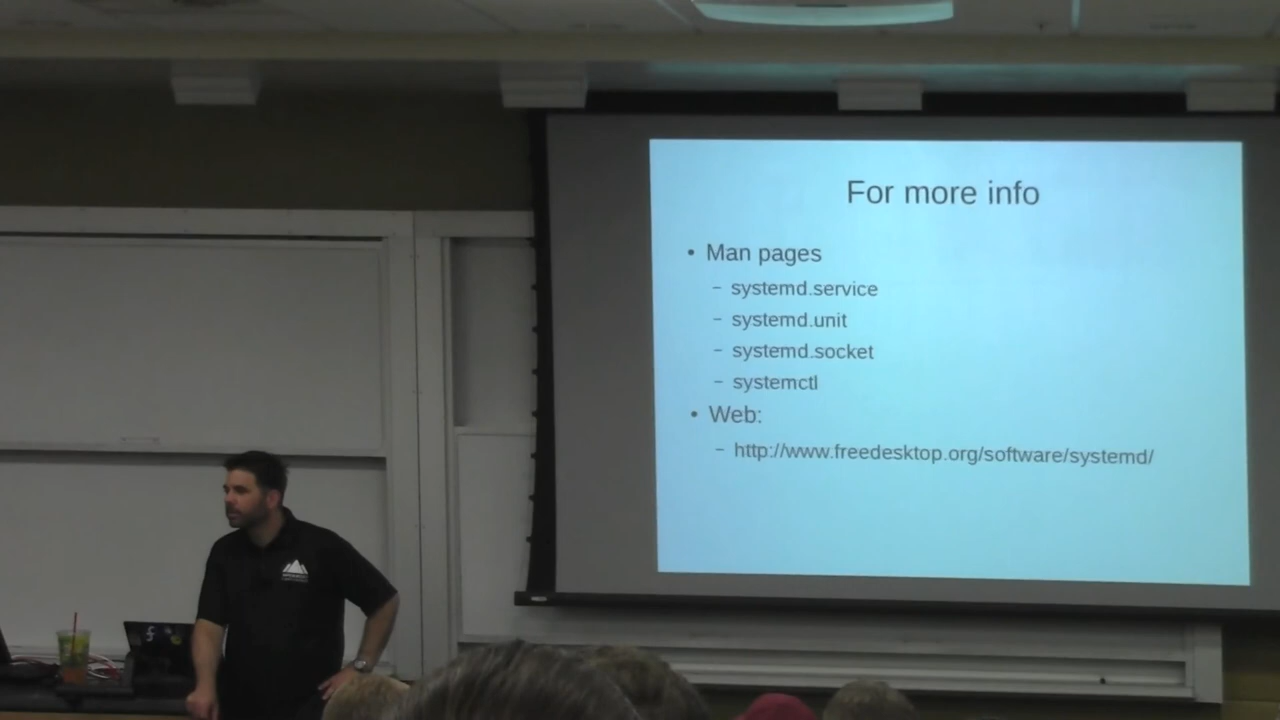 For more info
• Man pages
– systemd.service
– systemd.unit
– systemd.socket
– systemctl
• Web:
– http://www.freedesktop.org/software/systemd/